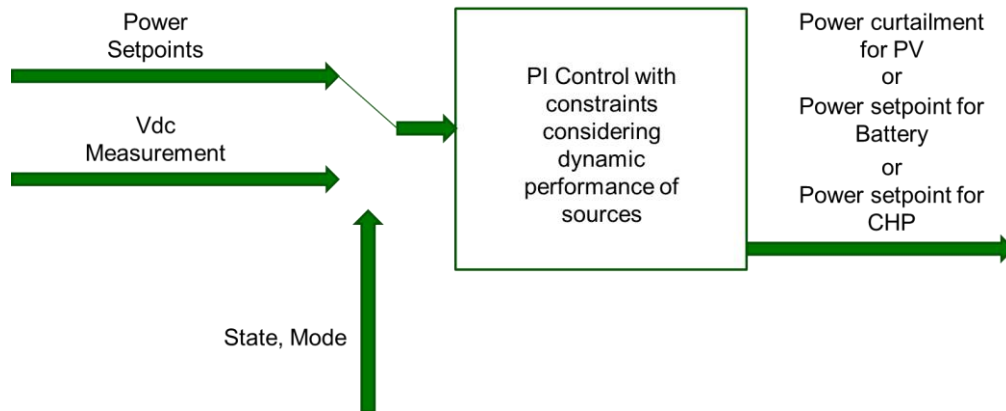 Power
Setpoints
Vdc
Measurement
State, Mode
PI Control with
constraints
considering
dynamic
performance of
sources
Power curtailment
for PV
or
Power setpoint for
Battery
or
Power setpoint for
CHP